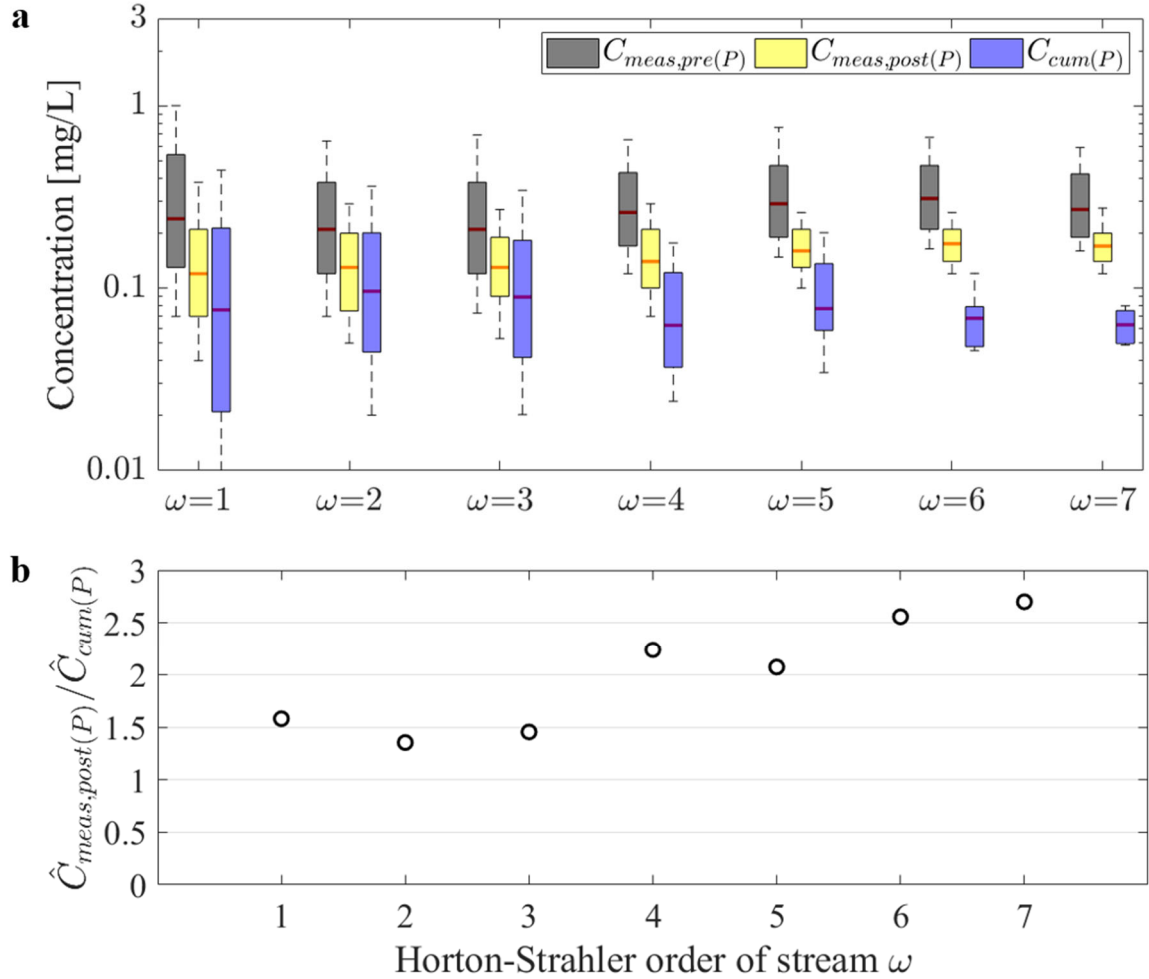 a
3
1
0.1
0.01
Concentration [mg/L]
C_{meas,pre(P)} C_{meas,post(P)} C_{cum(P)}
ω=1 ω=2 ω=3 ω=4 ω=5 ω=6 ω=7
b
3
2.5
2
1.5
1
0.5
0
Ĉ_{meas,post(P)}/Ĉ_{cum(P)}
1 2 3 4 5 6 7
Horton-Strahler order of stream ω